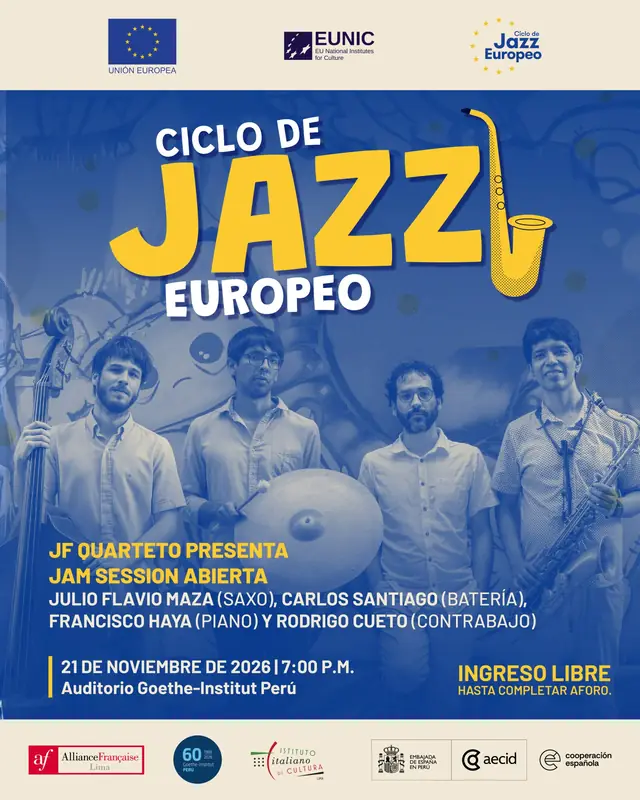 UNIÓN EUROPEA
EUNIC
EU National Institutes
for Culture
Ciclo de
Jazz
Europeo
CICLO DE
JAZZ
EUROPEO
JF QUARTETO PRESENTA
JAM SESSION ABIERTA
JULIO FLAVIO MAZA (SAXO), CARLOS SANTIAGO (BATERÍA),
FRANCISCO HAYA (PIANO) Y RODRIGO CUETO (CONTRABAJO)
21 DE NOVIEMBRE DE 2026 | 7:00 P.M.
Auditorio Goethe-Institut Perú
INGRESO LIBRE
HASTA COMPLETAR AFORO.
af
AllianceFrançaise
Lima
60
Goethe-Institut
PERÚ
ISTITUTO
italiano
DI CULTURA
EMBAJADA
DE ESPAÑA
EN PERÚ
aecid
cooperación
española